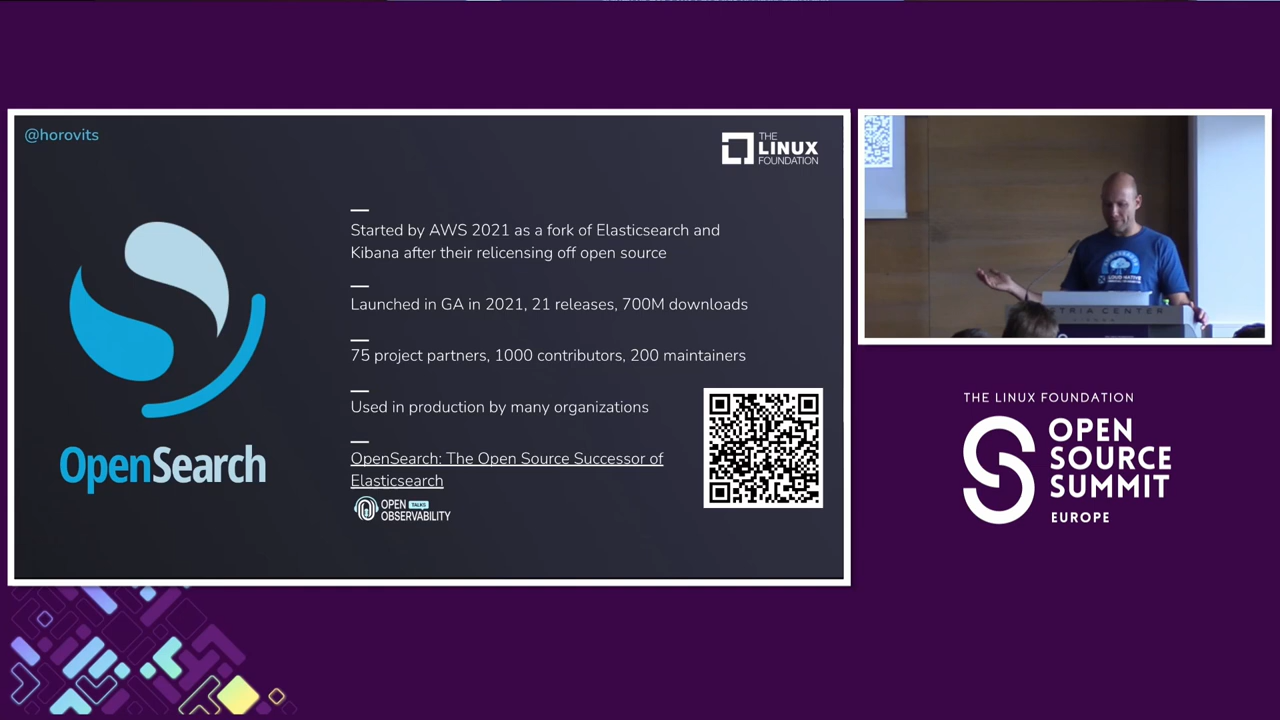 @horovits
THE
LINUX
FOUNDATION
Started by AWS 2021 as a fork of Elasticsearch and
Kibana after their relicensing off open source
Launched in GA in 2021, 21 releases, 700M downloads
75 project partners, 1000 contributors, 200 maintainers
Used in production by many organizations
OpenSearch: The Open Source Successor of
Elasticsearch
OPEN TALKS
OBSERVABILITY
OpenSearch
STRIA CENTER
THE LINUX FOUNDATION
OPEN
SOURCE
SUMMIT
EUROPE